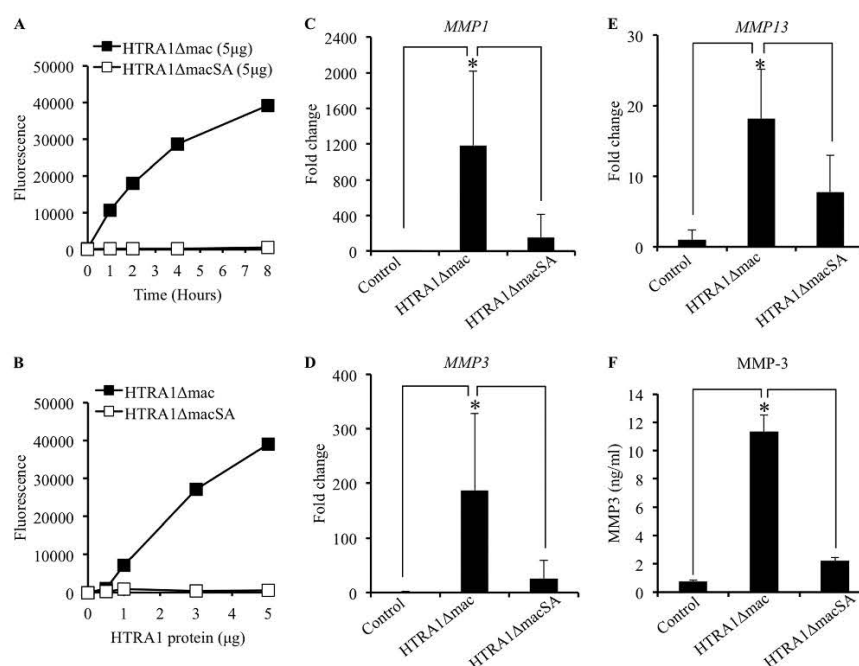 A
HTRA1Δmac (5μg)
HTRA1ΔmacSA (5μg)
50000
40000
30000
20000
10000
0
Fluorescence
0 1 2 3 4 5 6 7 8
Time (Hours)
B
HTRA1Δmac
HTRA1ΔmacSA
50000
40000
30000
20000
10000
0
Fluorescence
0 1 2 3 4 5
HTRA1 protein (μg)
C
MMP1
2400
2000
1600
1200
800
400
0
Fold change
*
Control
HTRA1Δmac
HTRA1ΔmacSA
D
MMP3
400
300
200
100
0
Fold change
*
Control
HTRA1Δmac
HTRA1ΔmacSA
E
MMP13
30
20
10
0
Fold change
*
Control
HTRA1Δmac
HTRA1ΔmacSA
F
MMP-3
14
12
10
8
6
4
2
0
MMP3 (ng/ml)
*
Control
HTRA1Δmac
HTRA1ΔmacSA